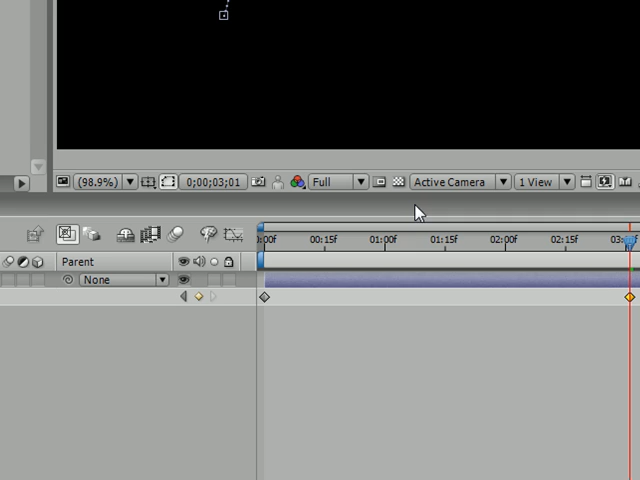 (98.9%) 0;00;03;01 Full Active Camera 1 View
0:00f 00:15f 01:00f 01:15f 02:00f 02:15f
Parent
None